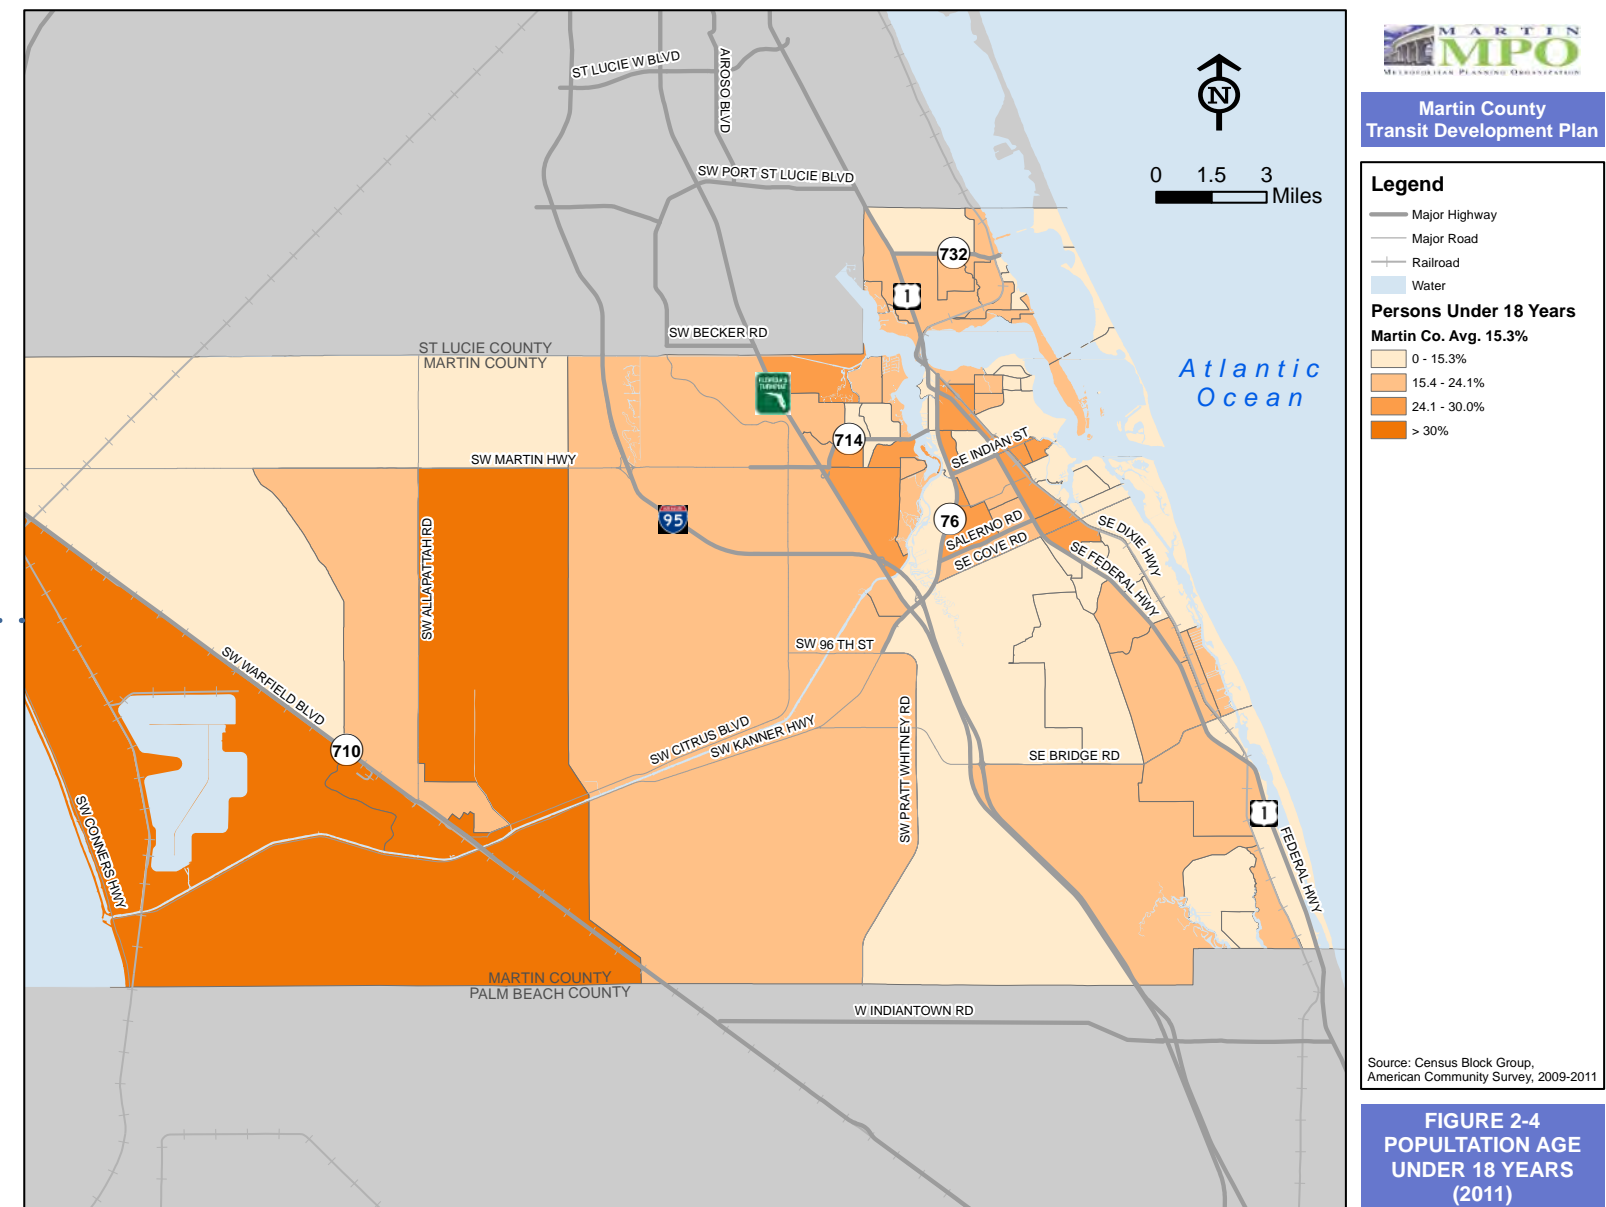 ST LUCIE W BLVD
AIROSO BLVD
SW PORT ST LUCIE BLVD
N
0 1.5 3
Miles
732
1
SW BECKER RD
ST LUCIE COUNTY
MARTIN COUNTY
FLORIDA'S
TURNPIKE
Atlantic
Ocean
714
SW MARTIN HWY
SE INDIAN ST
95
76
SALERNO RD
SE COVE RD
SE DIXIE HWY
SE FEDERAL HWY
SW ALLAPATTAH RD
SW 96 TH ST
SW WARFIELD BLVD
710
SW CITRUS BLVD
SW KANNER HWY
SW PRATT WHITNEY RD
SE BRIDGE RD
1
FEDERAL HWY
SW CONNERS HWY
MARTIN COUNTY
PALM BEACH COUNTY
W INDIANTOWN RD
MARTIN
MPO
METROPOLITAN PLANNING ORGANIZATION
Martin County
Transit Development Plan
Legend
Major Highway
Major Road
Railroad
Water
Persons Under 18 Years
Martin Co. Avg. 15.3%
0 - 15.3%
15.4 - 24.1%
24.1 - 30.0%
> 30%
Source: Census Block Group,
American Community Survey, 2009-2011
FIGURE 2-4
POPULTATION AGE
UNDER 18 YEARS
(2011)